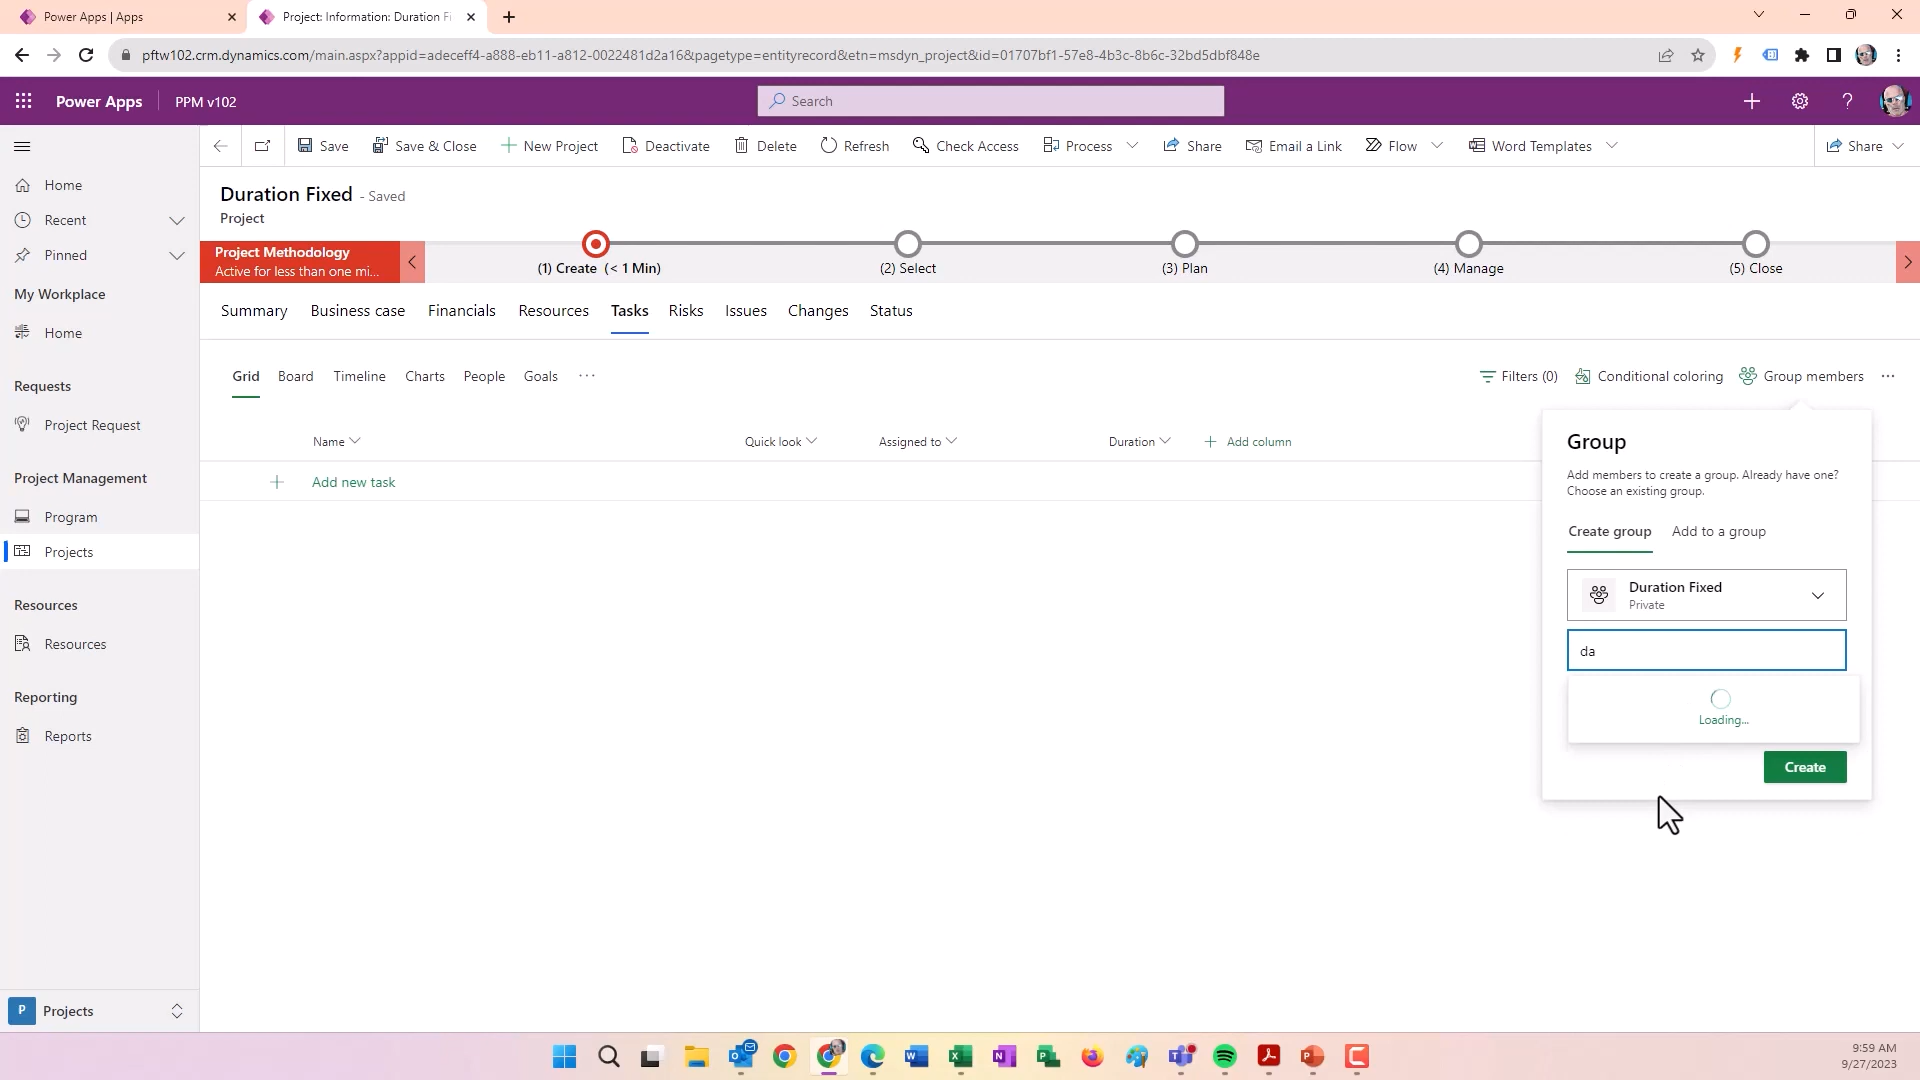 Power Apps | Apps
Project: Information: Duration Fi
pftw102.crm.dynamics.com/main.aspx?appid=adeceff4-a888-eb11-a812-0022481d2a16&pagetype=entityrecord&etn=msdyn_project&id=01707bf1-57e8-4b3c-8b6c-32bd5dbf848e
Power Apps
PPM v102
Search
Save
Save & Close
New Project
Deactivate
Delete
Refresh
Check Access
Process
Share
Email a Link
Flow
Word Templates
Share
Home
Recent
Pinned
My Workplace
Home
Requests
Project Request
Project Management
Program
Projects
Resources
Resources
Reporting
Reports
P Projects
Duration Fixed - Saved
Project
Project Methodology
Active for less than one mi...
(1) Create (< 1 Min)
(2) Select
(3) Plan
(4) Manage
(5) Close
Summary
Business case
Financials
Resources
Tasks
Risks
Issues
Changes
Status
Grid
Board
Timeline
Charts
People
Goals
Filters (0)
Conditional coloring
Group members
Name
Quick look
Assigned to
Duration
Add column
Add new task
Group
Add members to create a group. Already have one?
Choose an existing group.
Create group
Add to a group
Duration Fixed
Private
da
Loading...
Create
9:59 AM
9/27/2023